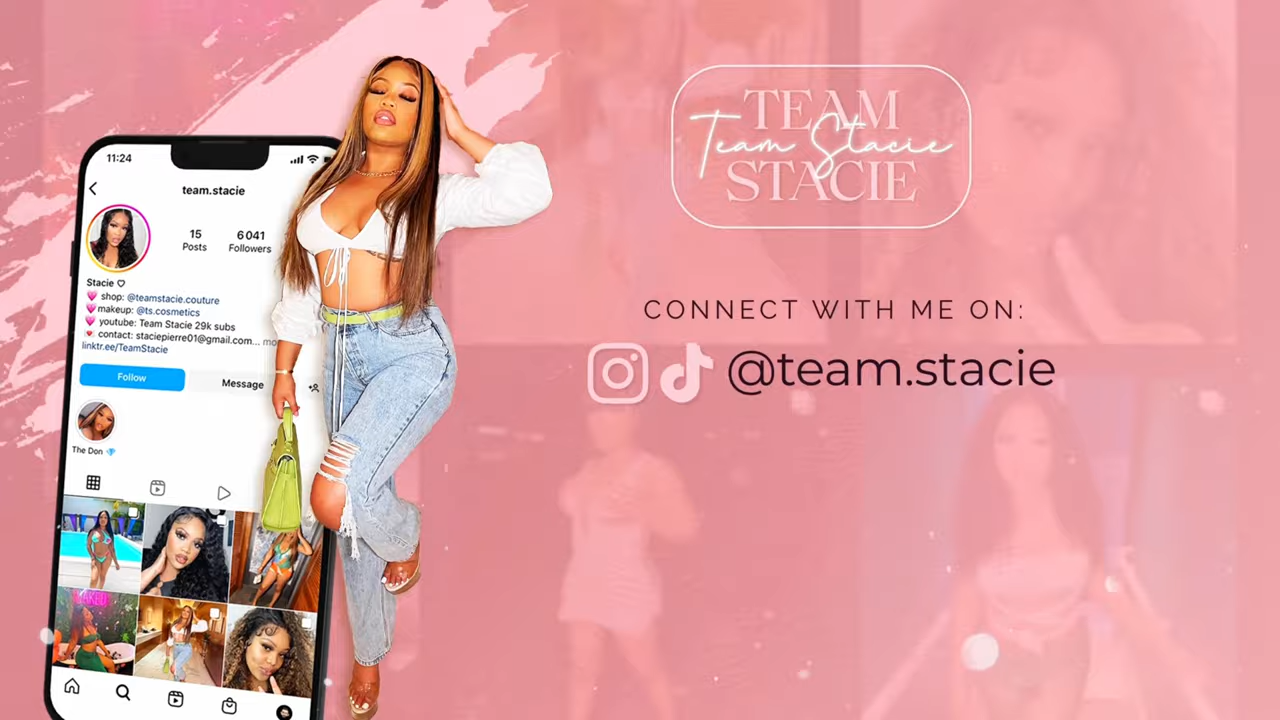 11:24
team.stacie
15
Posts
6 041
Followers
Stacie ♡
💗 shop: @teamstacie.couture
💗 makeup: @ts.cosmetics
💗 youtube: Team Stacie 29k subs
💌 contact: staciepierre01@gmail.com... mo
linktr.ee/TeamStacie
Follow
Message
The Don 💎
NAKED
TEAM
Team Stacie
STACIE
CONNECT WITH ME ON:
@team.stacie